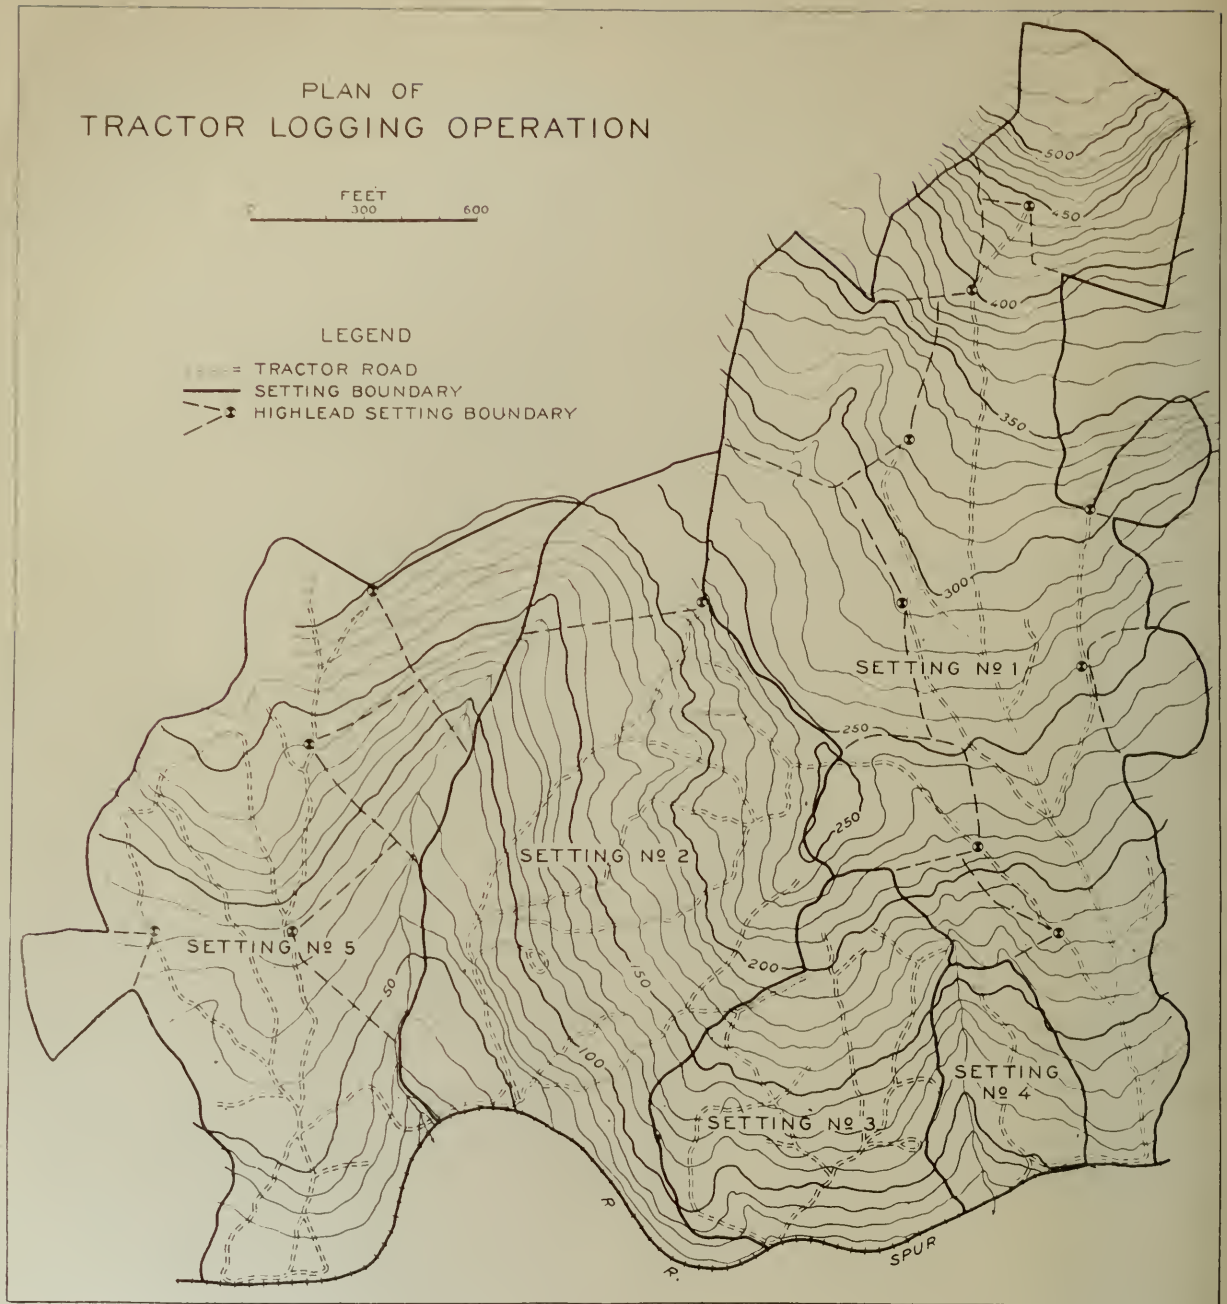 PLAN OF
TRACTOR LOGGING OPERATION
FEET
0 300 600
LEGEND
TRACTOR ROAD
SETTING BOUNDARY
HIGHLEAD SETTING BOUNDARY
500
450
400
350
300
SETTING Nº 1
250
250
SETTING Nº 2
SETTING Nº 5
200
150
50
100
SETTING
Nº 4
SETTING Nº 3
R. R. SPUR